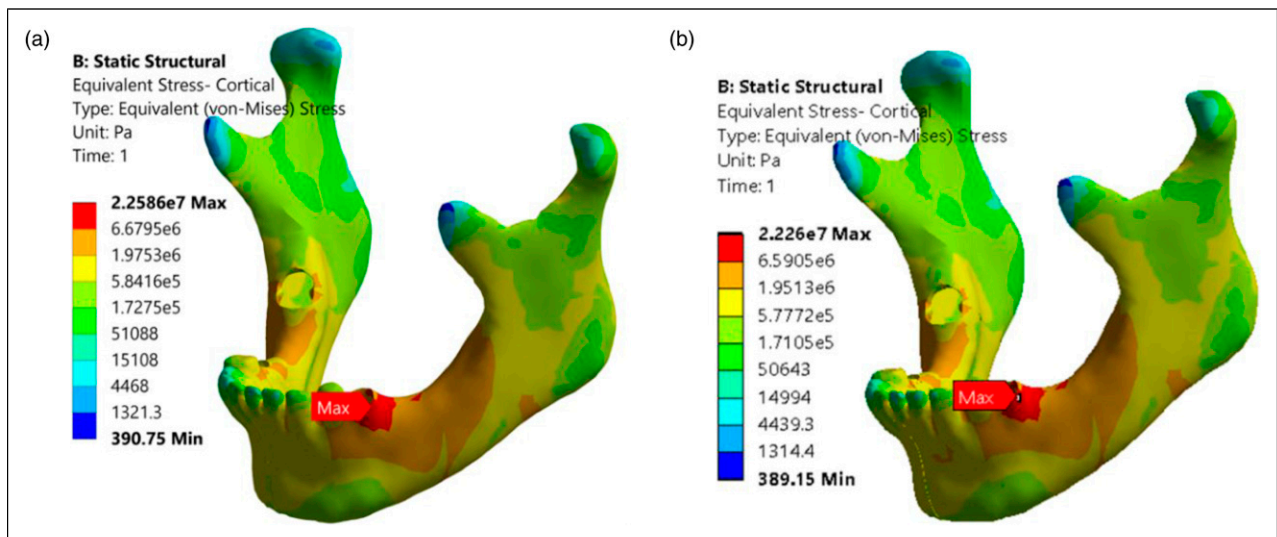 (a)
B: Static Structural
Equivalent Stress- Cortical
Type: Equivalent (von-Mises) Stress
Unit: Pa
Time: 1
2.2586e7 Max
6.6795e6
1.9753e6
5.8416e5
1.7275e5
51088
15108
4468
1321.3
390.75 Min
Max
(b)
B: Static Structural
Equivalent Stress- Cortical
Type: Equivalent (von-Mises) Stress
Unit: Pa
Time: 1
2.226e7 Max
6.5905e6
1.9513e6
5.7772e5
1.7105e5
50643
14994
4439.3
1314.4
389.15 Min
Max